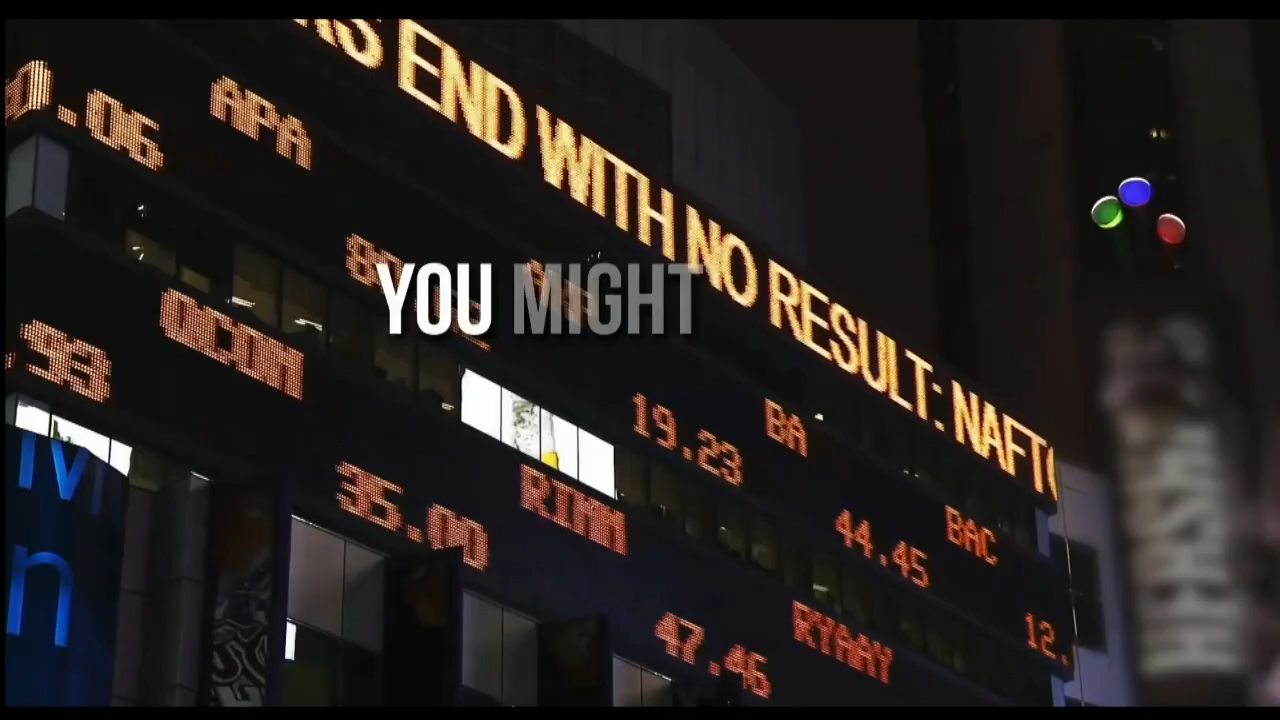 END WITH NO RESULT: NAFT
.06 APA
YOU MIGHT
.93 QCOM
19.23 BA
35.00 RIMM
44.45 BAC
47.46 RYAAY
12.
n